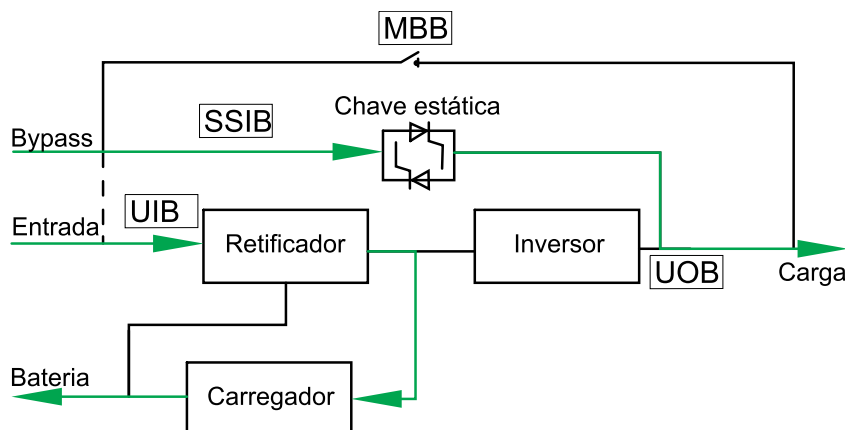 MBB
Chave estática
SSIB
Bypass
UIB
Entrada
Retificador
Inversor
UOB
Carga
Bateria
Carregador